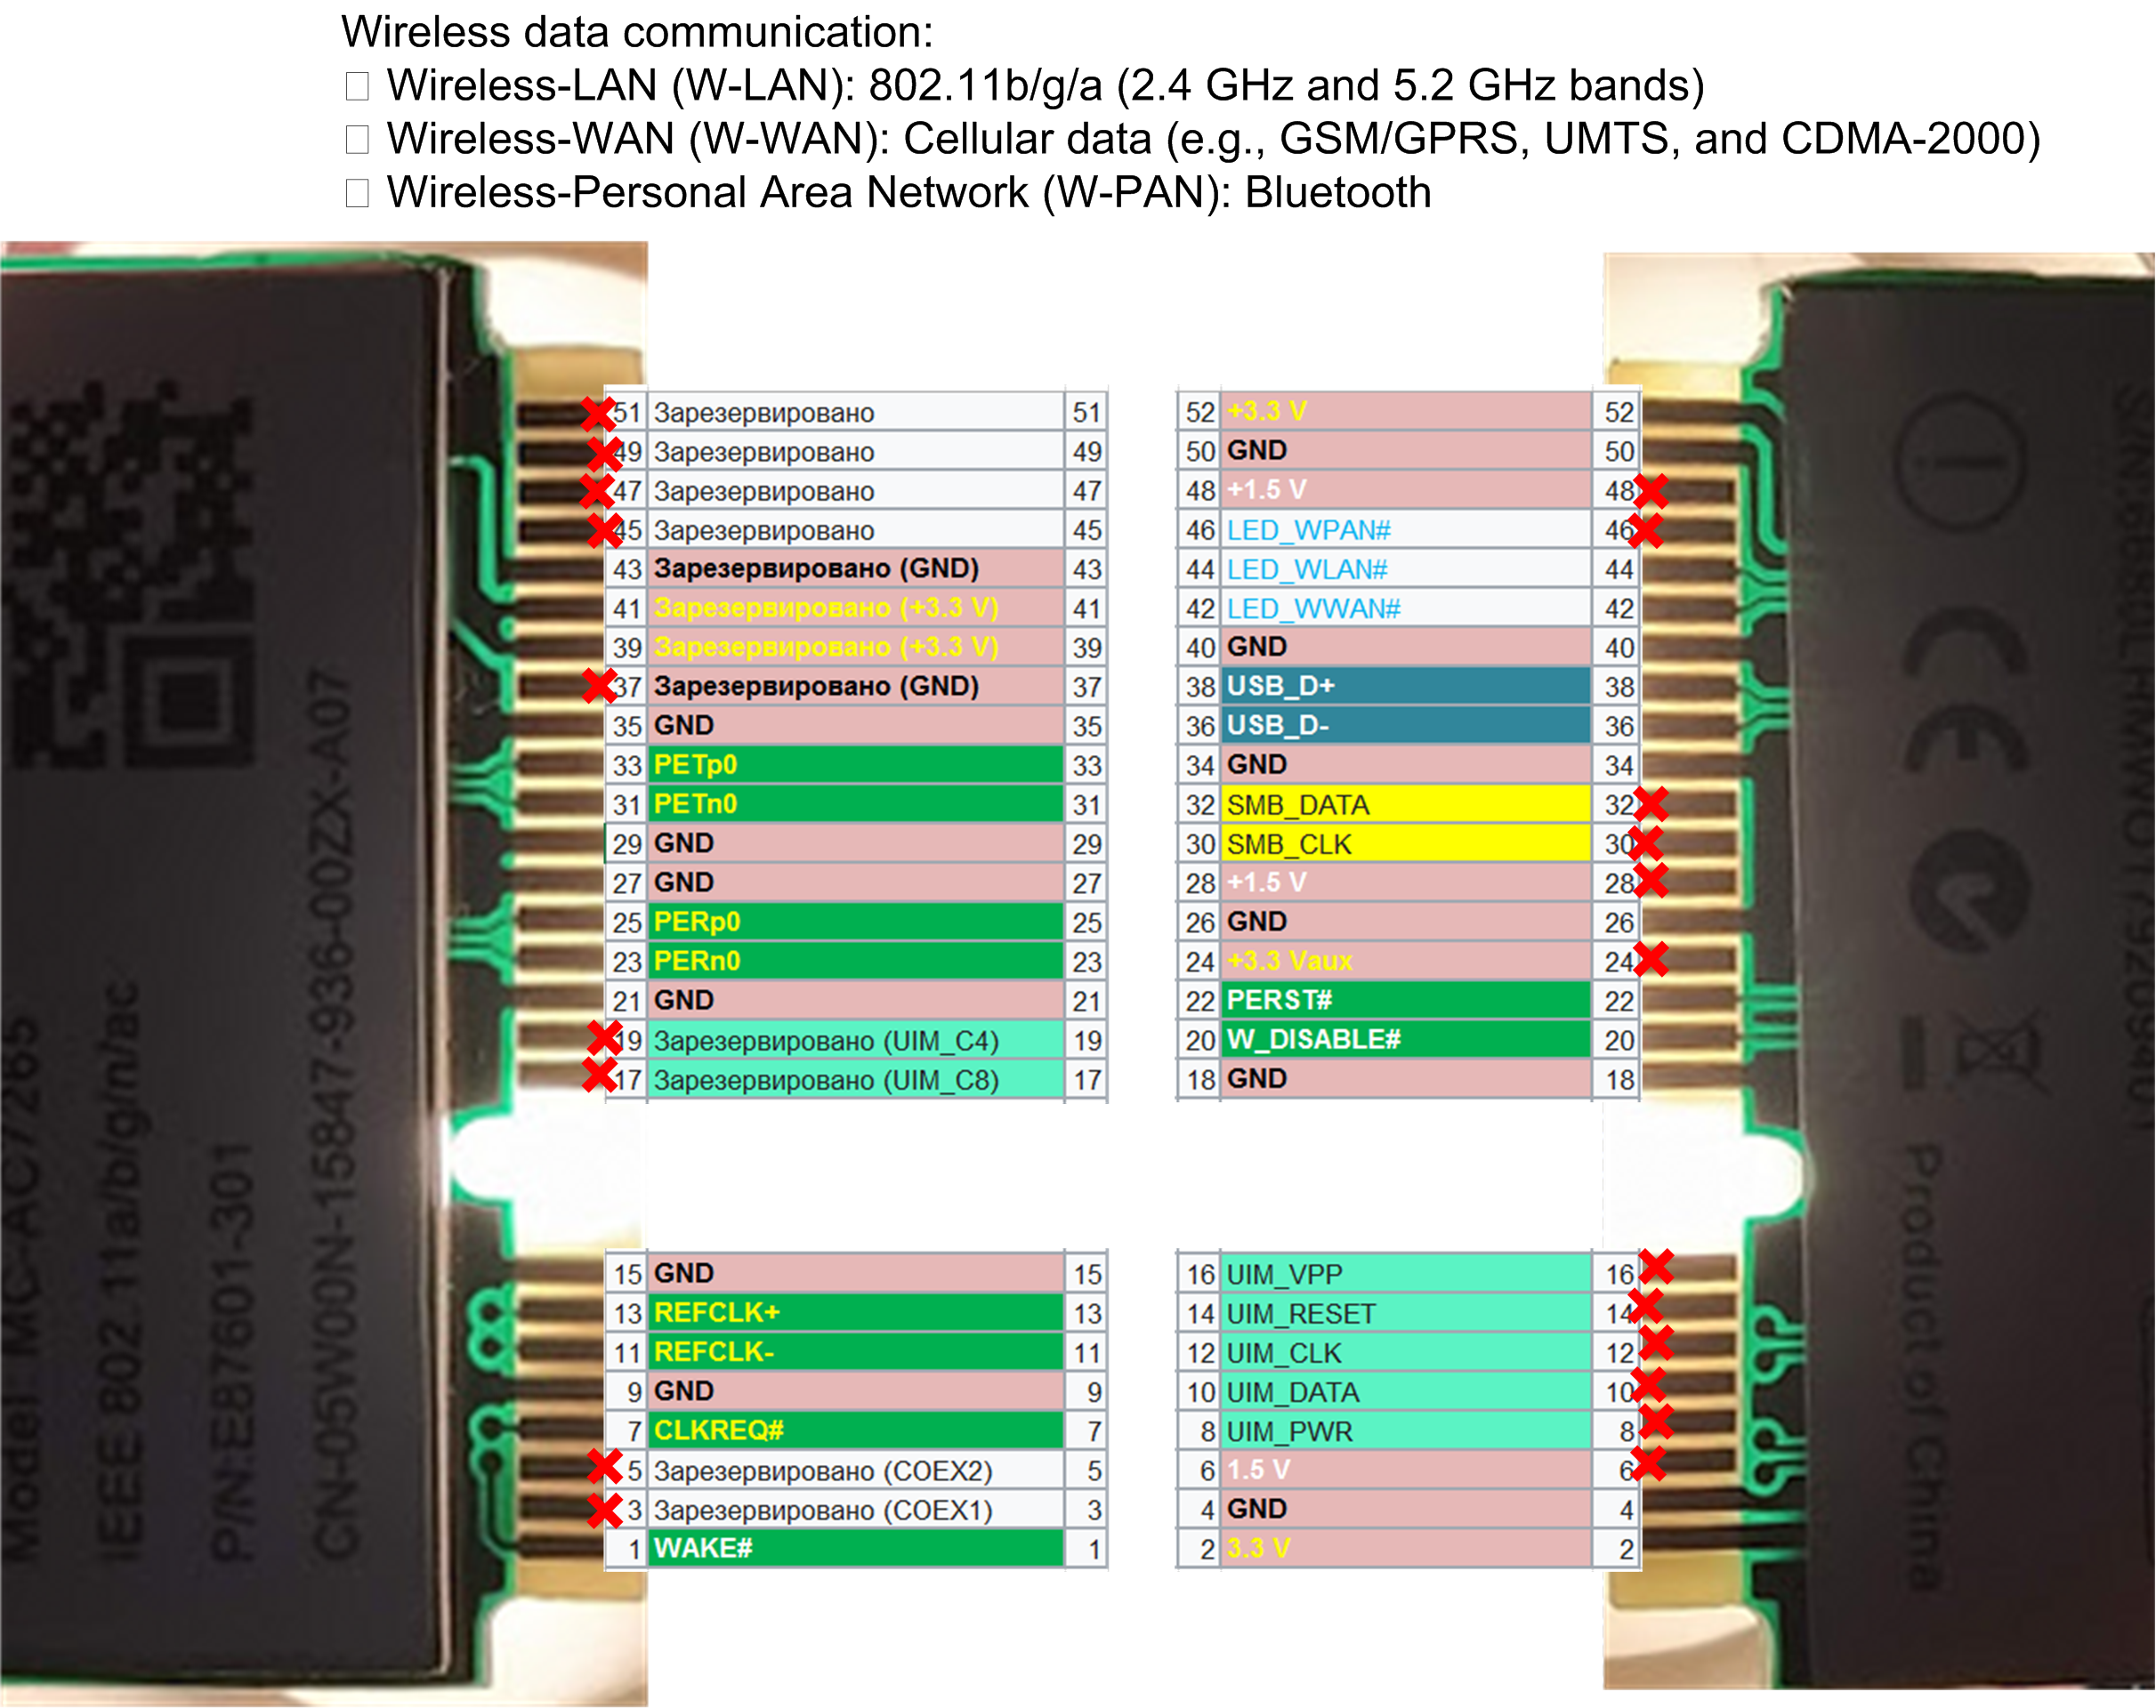 Wireless data communication:
Wireless-LAN (W-LAN): 802.11b/g/a (2.4 GHz and 5.2 GHz bands)
Wireless-WAN (W-WAN): Cellular data (e.g., GSM/GPRS, UMTS, and CDMA-2000)
Wireless-Personal Area Network (W-PAN): Bluetooth
51 Зарезервировано 51
49 Зарезервировано 49
47 Зарезервировано 47
45 Зарезервировано 45
43 Зарезервировано (GND) 43
41 Зарезервировано (+3.3 V) 41
39 Зарезервировано (+3.3 V) 39
37 Зарезервировано (GND) 37
35 GND 35
33 PETp0 33
31 PETn0 31
29 GND 29
27 GND 27
25 PERp0 25
23 PERn0 23
21 GND 21
19 Зарезервировано (UIM_C4) 19
17 Зарезервировано (UIM_C8) 17
15 GND 15
13 REFCLK+ 13
11 REFCLK- 11
9 GND 9
7 CLKREQ# 7
5 Зарезервировано (COEX2) 5
3 Зарезервировано (COEX1) 3
1 WAKE# 1
52 +3.3 V 52
50 GND 50
48 +1.5 V 48
46 LED_WPAN# 46
44 LED_WLAN# 44
42 LED_WWAN# 42
40 GND 40
38 USB_D+ 38
36 USB_D- 36
34 GND 34
32 SMB_DATA 32
30 SMB_CLK 30
28 +1.5 V 28
26 GND 26
24 +3.3 Vaux 24
22 PERST# 22
20 W_DISABLE# 20
18 GND 18
16 UIM_VPP 16
14 UIM_RESET 14
12 UIM_CLK 12
10 UIM_DATA 10
8 UIM_PWR 8
6 1.5 V 6
4 GND 4
2 3.3 V 2
Model MC-AC7265
IEEE 802.11a/b/g/n/ac
P/N:E87601-301
CN-05W00N-15847-936-00ZX-A07
CE
Product of China